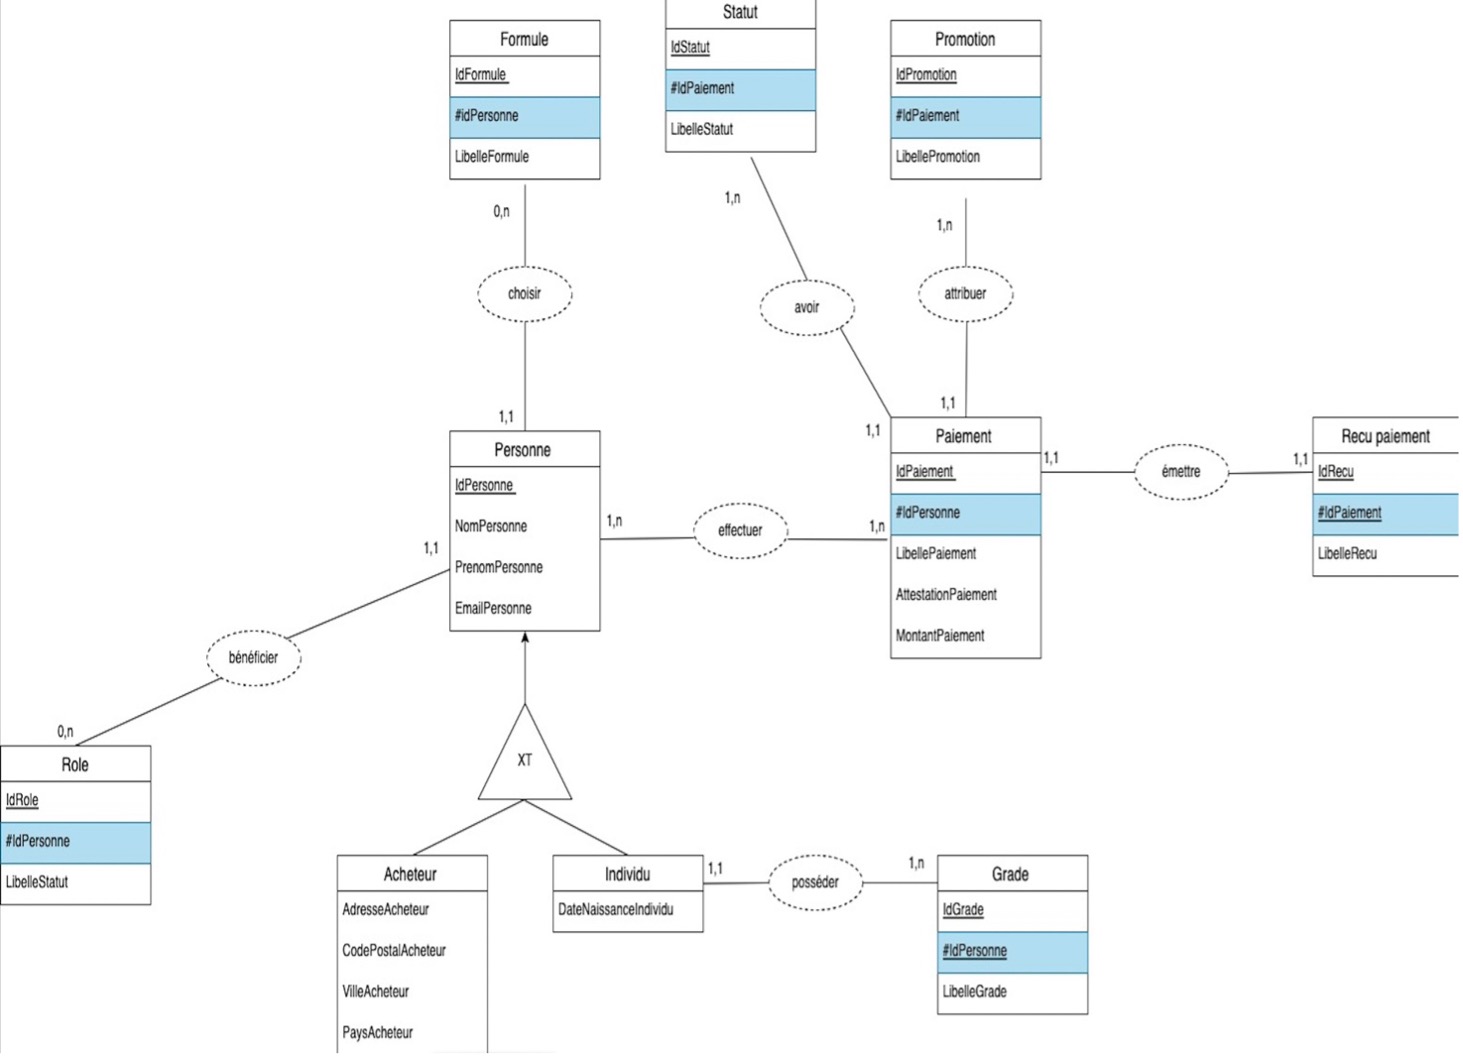 Statut
IdStatut
#IdPaiement
LibelleStatut
Formule
IdFormule
#idPersonne
LibelleFormule
Promotion
IdPromotion
#IdPaiement
LibellePromotion
0,n
1,n
1,n
choisir
avoir
attribuer
1,1
1,1
1,1
Personne
IdPersonne
NomPersonne
PrenomPersonne
EmailPersonne
1,n
effectuer
1,n
Paiement
IdPaiement
#IdPersonne
LibellePaiement
AttestationPaiement
MontantPaiement
1,1
émettre
1,1
Recu paiement
IdRecu
#IdPaiement
LibelleRecu
1,1
bénéficier
0,n
Role
IdRole
#IdPersonne
LibelleStatut
XT
Acheteur
AdresseAcheteur
CodePostalAcheteur
VilleAcheteur
PaysAcheteur
Individu
DateNaissanceIndividu
1,1
posséder
1,n
Grade
IdGrade
#IdPersonne
LibelleGrade